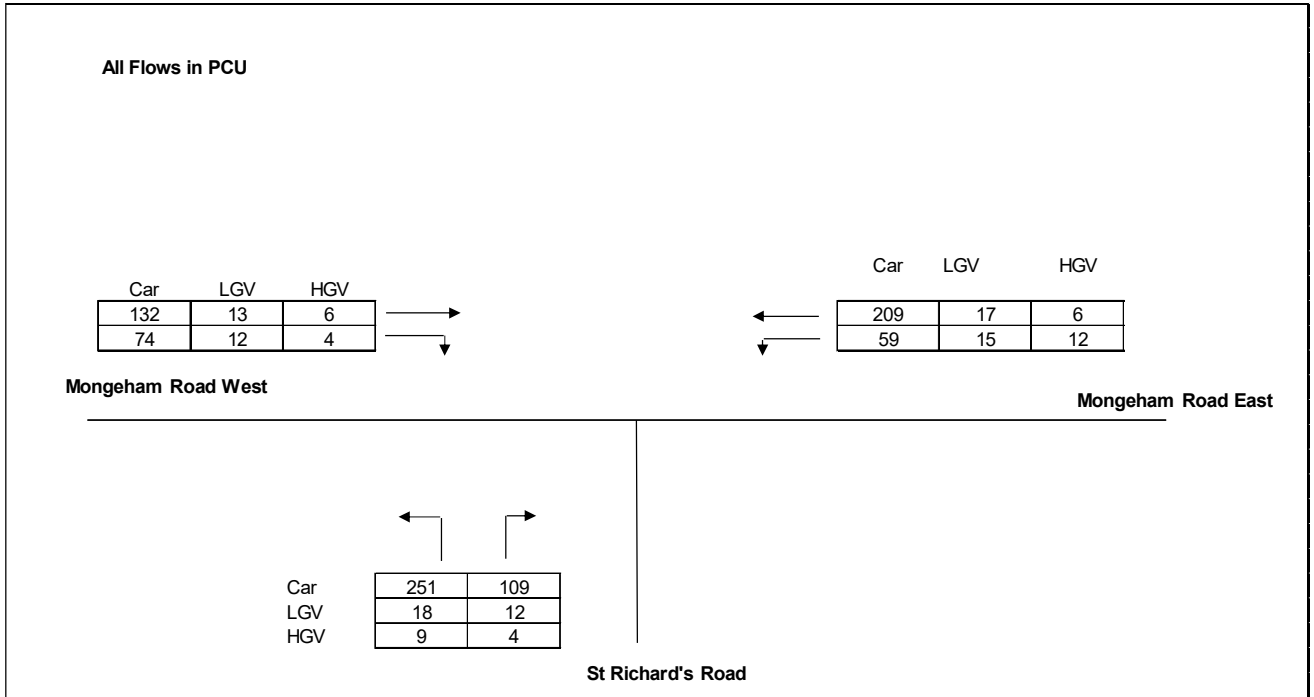 All Flows in PCU
Car LGV HGV
Car LGV HGV
132 13 6
209 17 6
74 12 4
59 15 12
Mongeham Road West
Mongeham Road East
Car 251 109
LGV 18 12
HGV 9 4
St Richard's Road